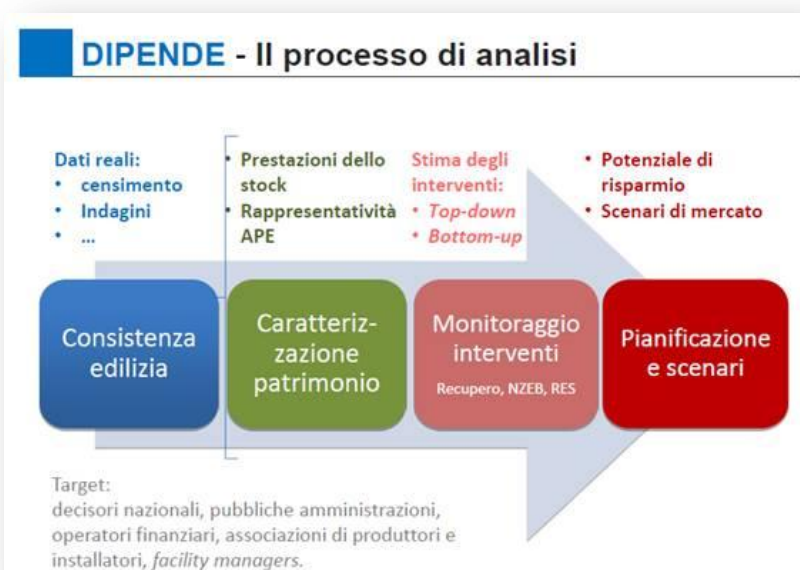 DIPENDE - Il processo di analisi
Dati reali:
• censimento
• Indagini
• ...
• Prestazioni dello
stock
• Rappresentatività
APE
Stima degli
interventi:
• Top-down
• Bottom-up
• Potenziale di
risparmio
• Scenari di mercato
Consistenza
edilizia
Caratteriz-
zazione
patrimonio
Monitoraggio
interventi
Recupero, NZEB, RES
Pianificazione
e scenari
Target:
decisori nazionali, pubbliche amministrazioni,
operatori finanziari, associazioni di produttori e
installatori, facility managers.